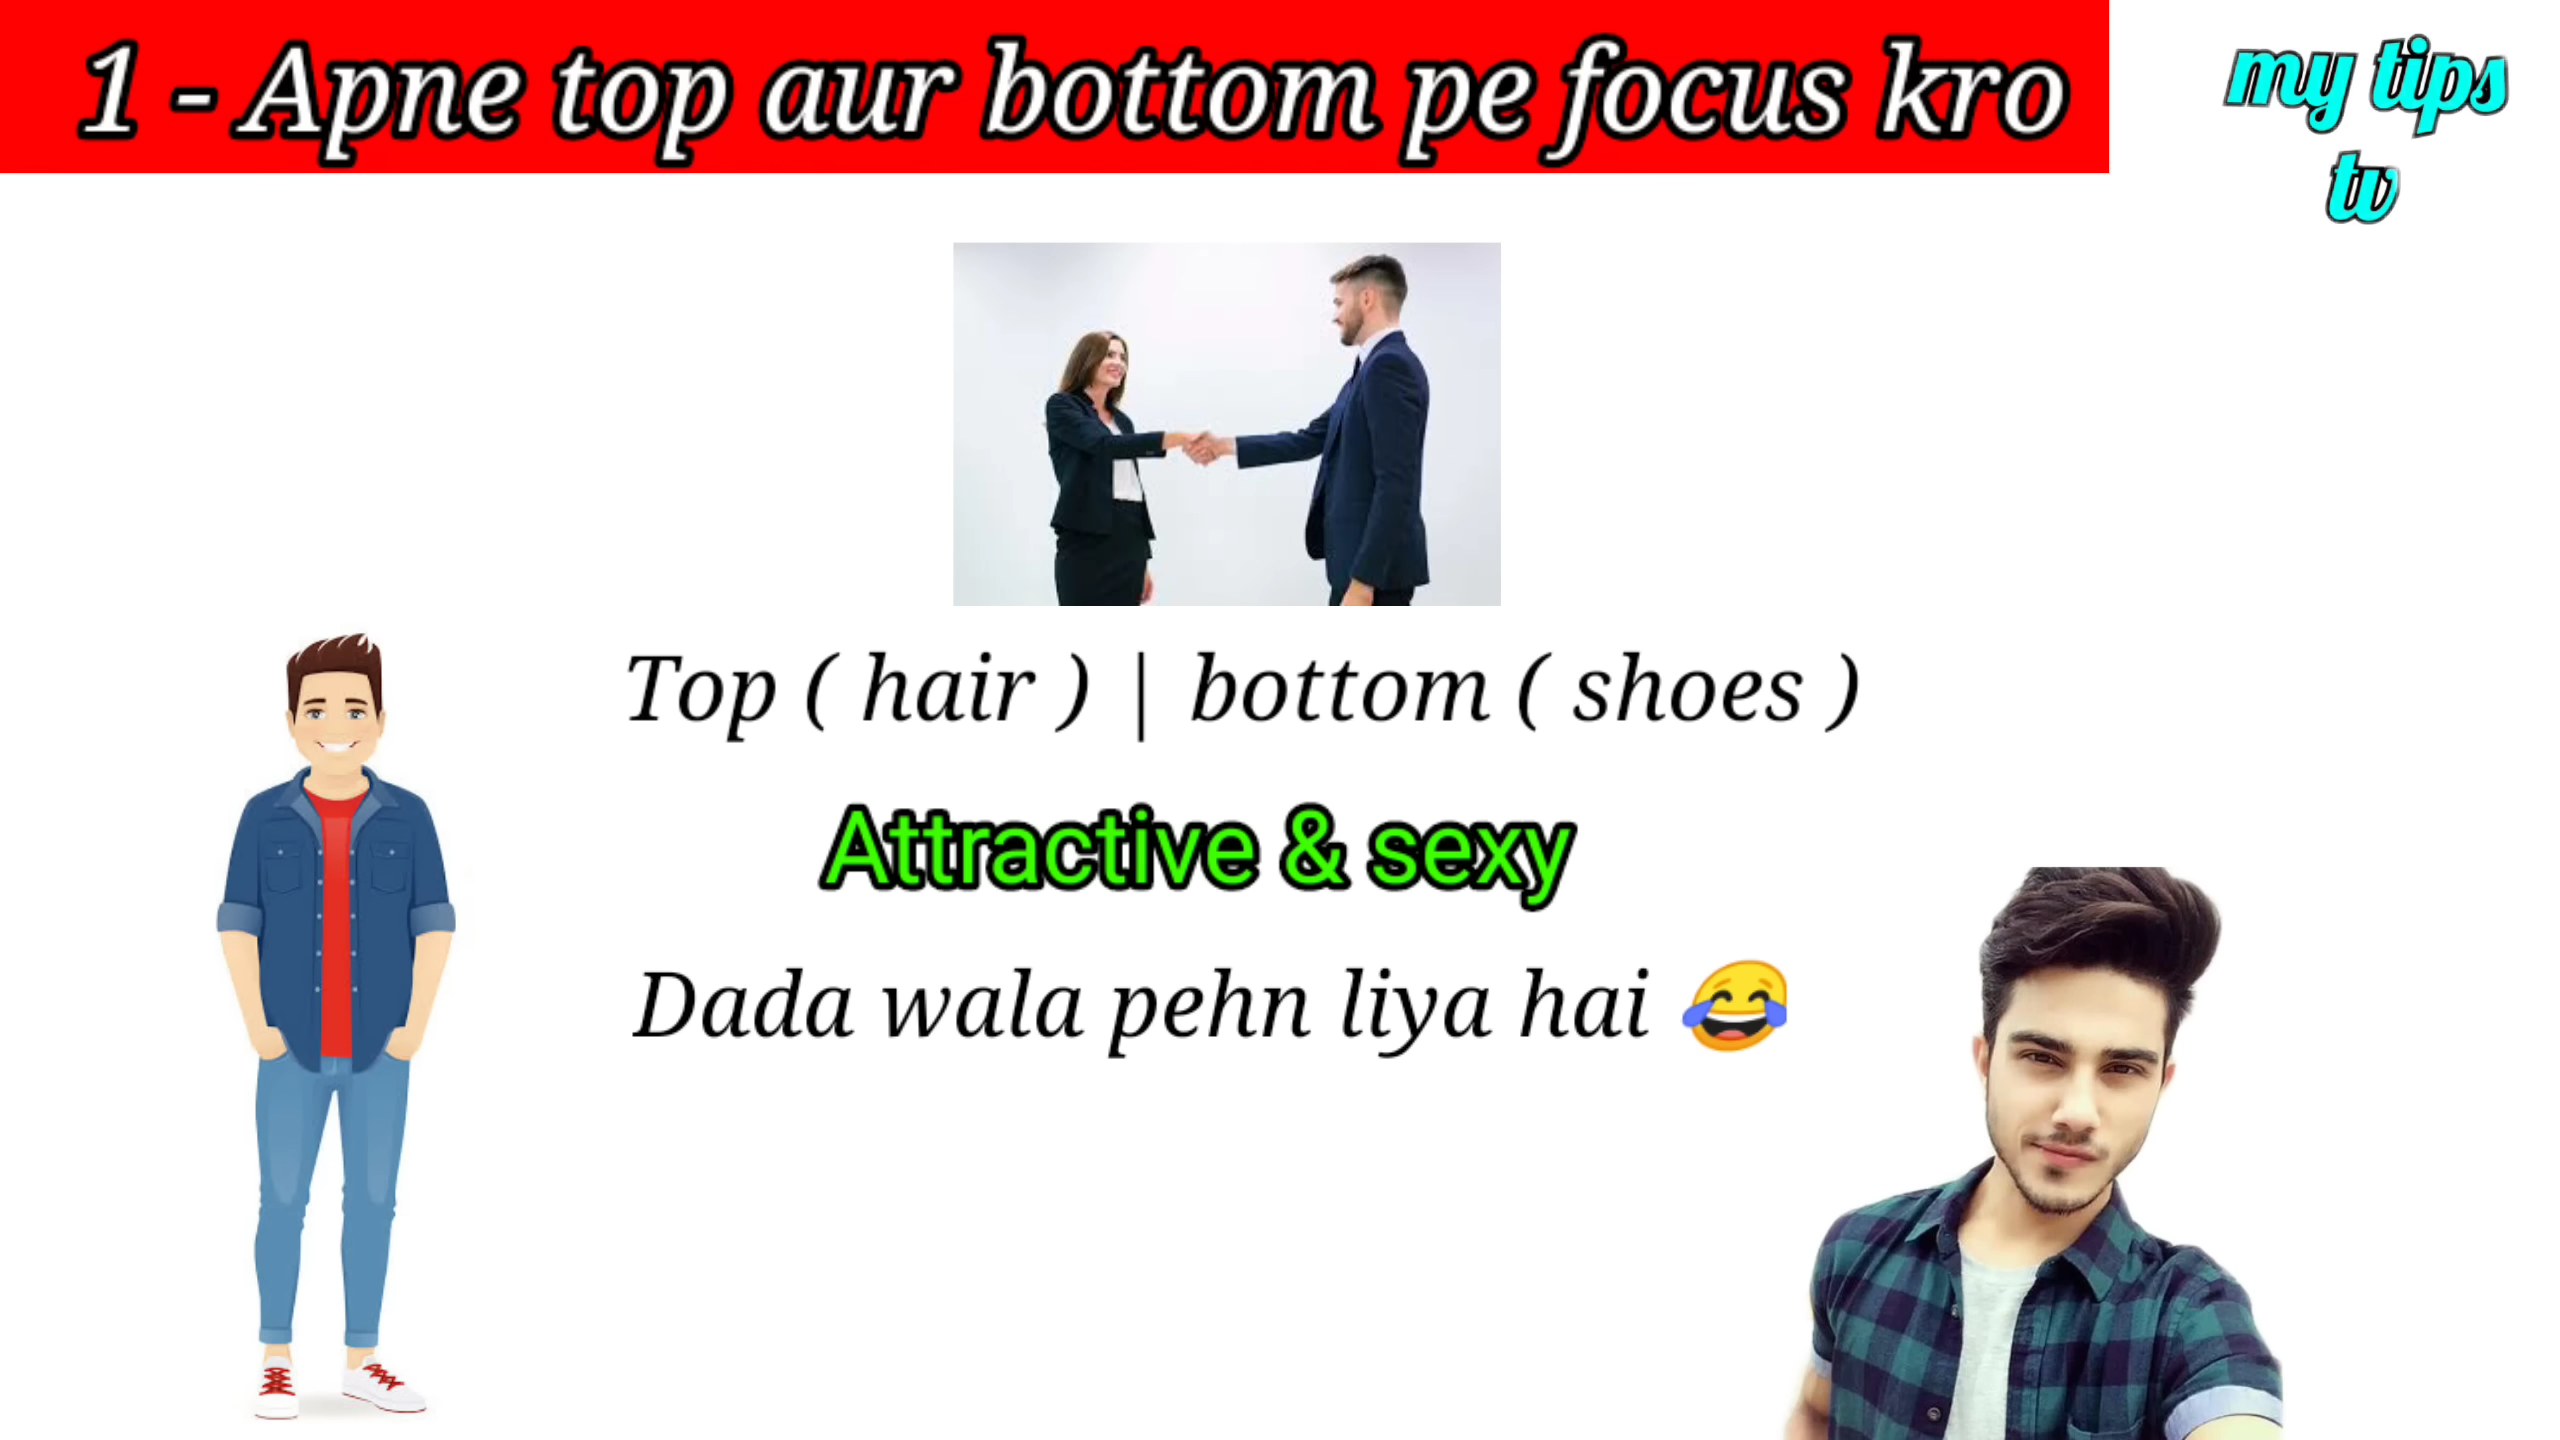 1 - Apne top aur bottom pe focus kro
my tips
tv
Top ( hair ) | bottom ( shoes )
Attractive & sexy
Dada wala pehn liya hai 😂